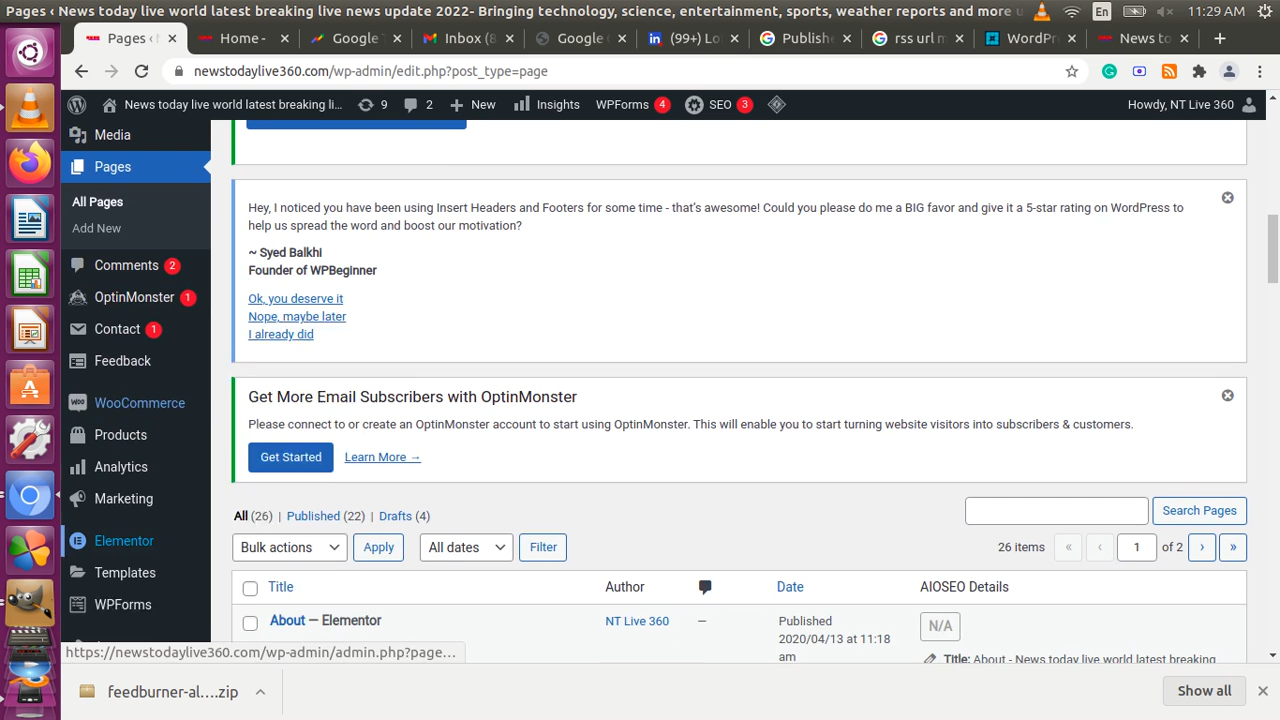 Pages ‹ News today live world latest breaking live news update 2022- Bringing technology, science, entertainment, sports, weather reports and more u
En
11:29 AM
Pages ‹ N
Home -
Google
Inbox (8
Google
(99+) Lo
Publishe
rss url m
WordPr
News to
newstodaylive360.com/wp-admin/edit.php?post_type=page
News today live world latest breaking li...
9
2
New
Insights
WPForms 4
SEO 3
Howdy, NT Live 360
Media
Pages
All Pages
Add New
Comments 2
OptinMonster 1
Contact 1
Feedback
WooCommerce
Products
Analytics
Marketing
Elementor
Templates
WPForms
Hey, I noticed you have been using Insert Headers and Footers for some time - that's awesome! Could you please do me a BIG favor and give it a 5-star rating on WordPress to
help us spread the word and boost our motivation?
~ Syed Balkhi
Founder of WPBeginner
Ok, you deserve it
Nope, maybe later
I already did
Get More Email Subscribers with OptinMonster
Please connect to or create an OptinMonster account to start using OptinMonster. This will enable you to start turning website visitors into subscribers & customers.
Get Started
Learn More →
All (26) | Published (22) | Drafts (4)
Search Pages
Bulk actions
Apply
All dates
Filter
26 items « ‹ 1 of 2 › »
Title
Author
Date
AIOSEO Details
About — Elementor
NT Live 360
—
Published
2020/04/13 at 11:18
am
N/A
Title: About - News today live world latest breaking
https://newstodaylive360.com/wp-admin/admin.php?page...
feedburner-al....zip
Show all